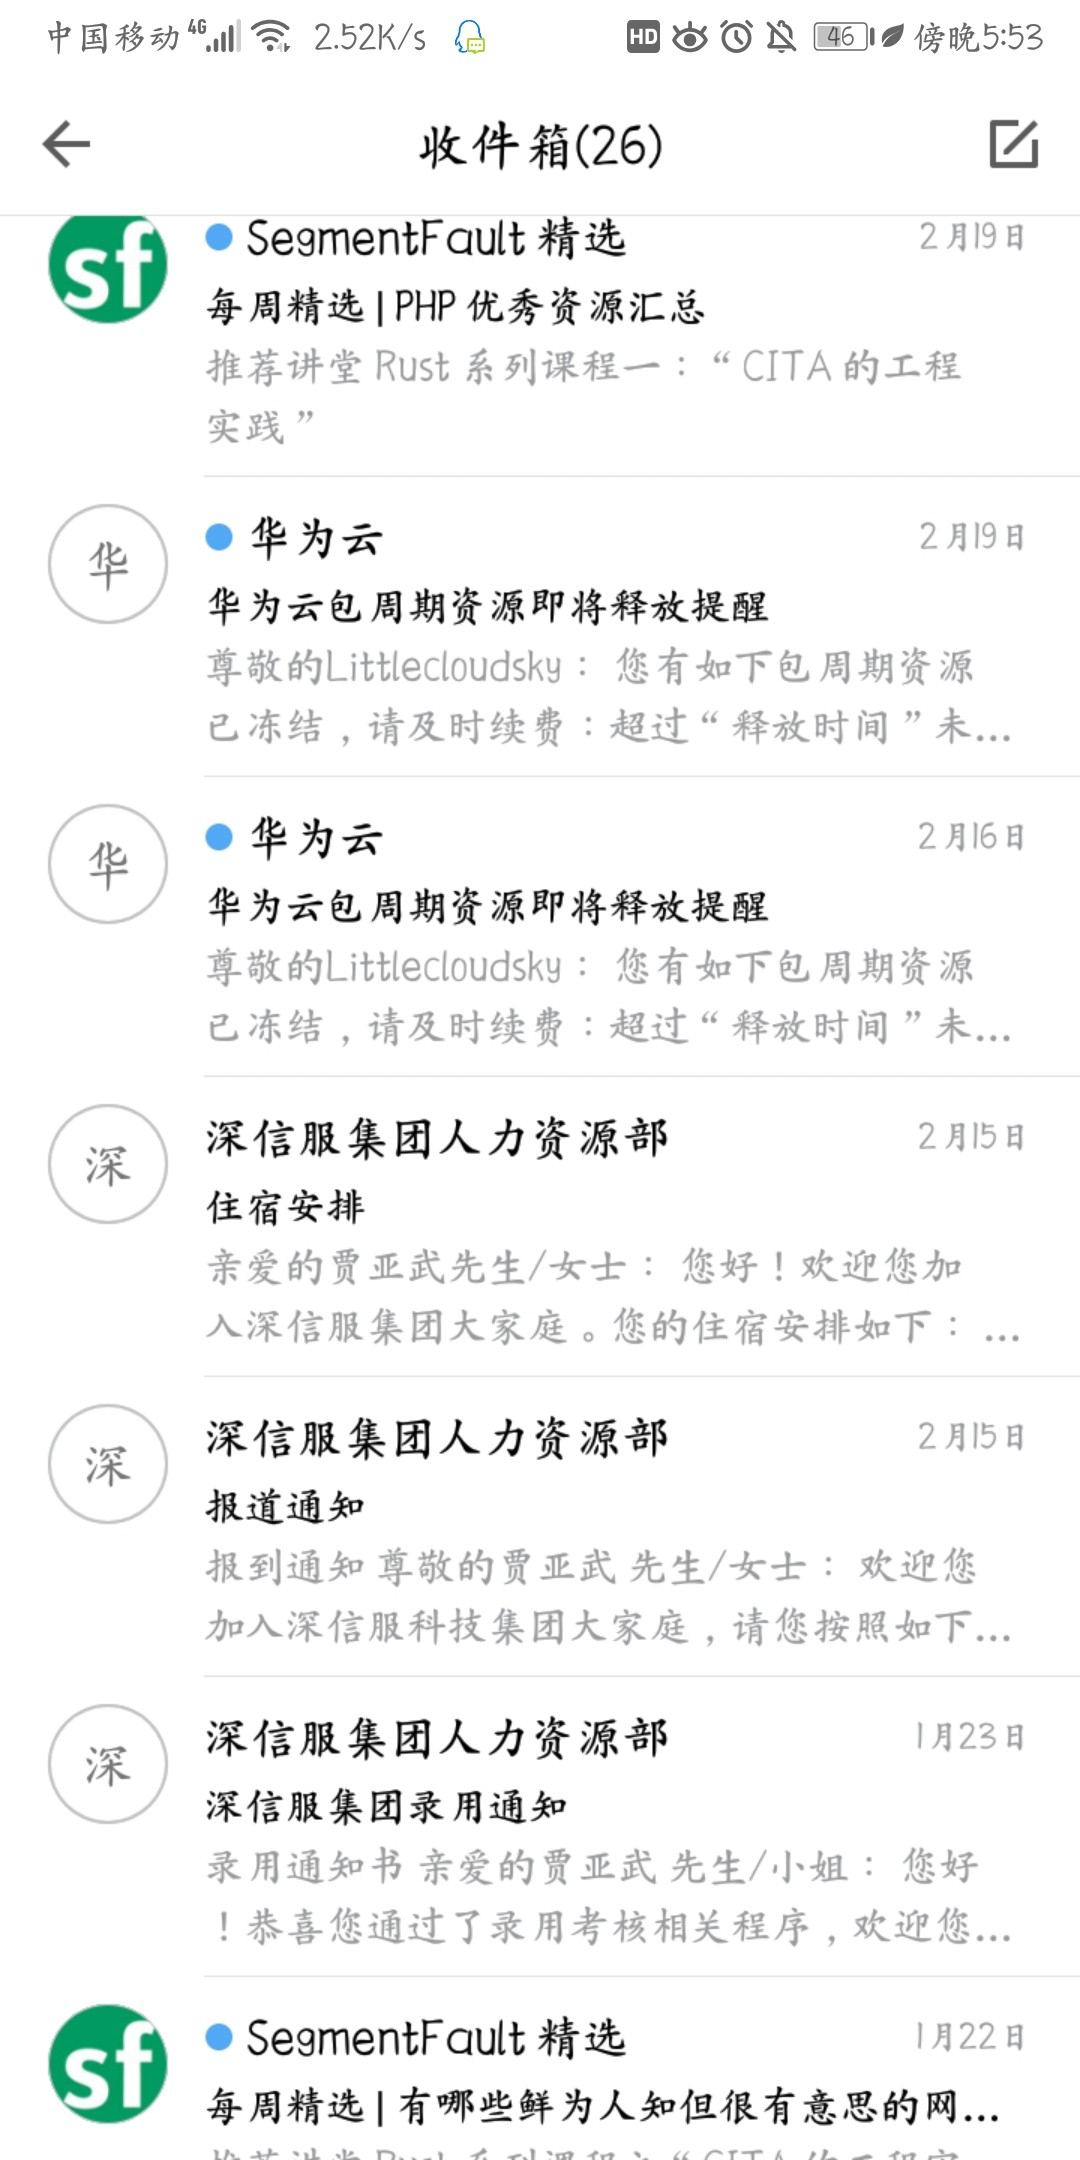 中国移动 4G 2.52K/s HD 46 傍晚5:53
收件箱(26)
sf
SegmentFault 精选 2月19日
每周精选 | PHP 优秀资源汇总
推荐讲堂 Rust 系列课程一：“CITA 的工程
实践”
华
华为云 2月19日
华为云包周期资源即将释放提醒
尊敬的Littlecloudsky： 您有如下包周期资源
已冻结，请及时续费：超过“释放时间”未...
华
华为云 2月16日
华为云包周期资源即将释放提醒
尊敬的Littlecloudsky： 您有如下包周期资源
已冻结，请及时续费：超过“释放时间”未...
深
深信服集团人力资源部 2月15日
住宿安排
亲爱的贾亚武先生/女士： 您好！欢迎您加
入深信服集团大家庭。您的住宿安排如下： ...
深
深信服集团人力资源部 2月15日
报道通知
报到通知 尊敬的贾亚武 先生/女士： 欢迎您
加入深信服科技集团大家庭，请您按照如下...
深
深信服集团人力资源部 1月23日
深信服集团录用通知
录用通知书 亲爱的贾亚武 先生/小姐： 您好
！恭喜您通过了录用考核相关程序，欢迎您...
sf
SegmentFault 精选 1月22日
每周精选 | 有哪些鲜为人知但很有意思的网...